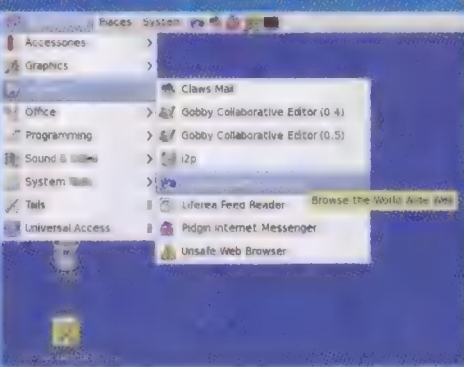 Places System
Accessories
Graphics
Claws Mail
Office
Gobby Collaborative Editor (0.4)
Programming
Gobby Collaborative Editor (0.5)
Sound &
i2p
System
Tails
Liferea Feed Reader
Browse the World Wide Web
Universal Access
Pidgin Internet Messenger
Unsafe Web Browser